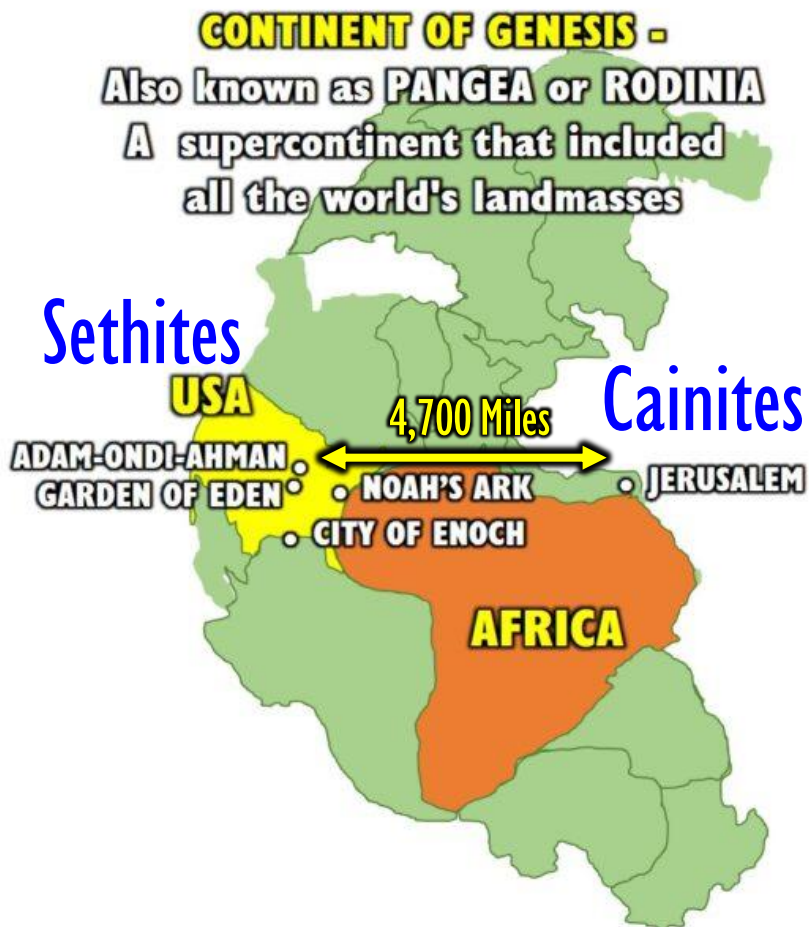 CONTINENT OF GENESIS -
Also known as PANGEA or RODINIA
A supercontinent that included
all the world's landmasses
Sethites
USA
4,700 Miles
Cainites
ADAM-ONDI-AHMAN
GARDEN OF EDEN
NOAH'S ARK
JERUSALEM
CITY OF ENOCH
AFRICA